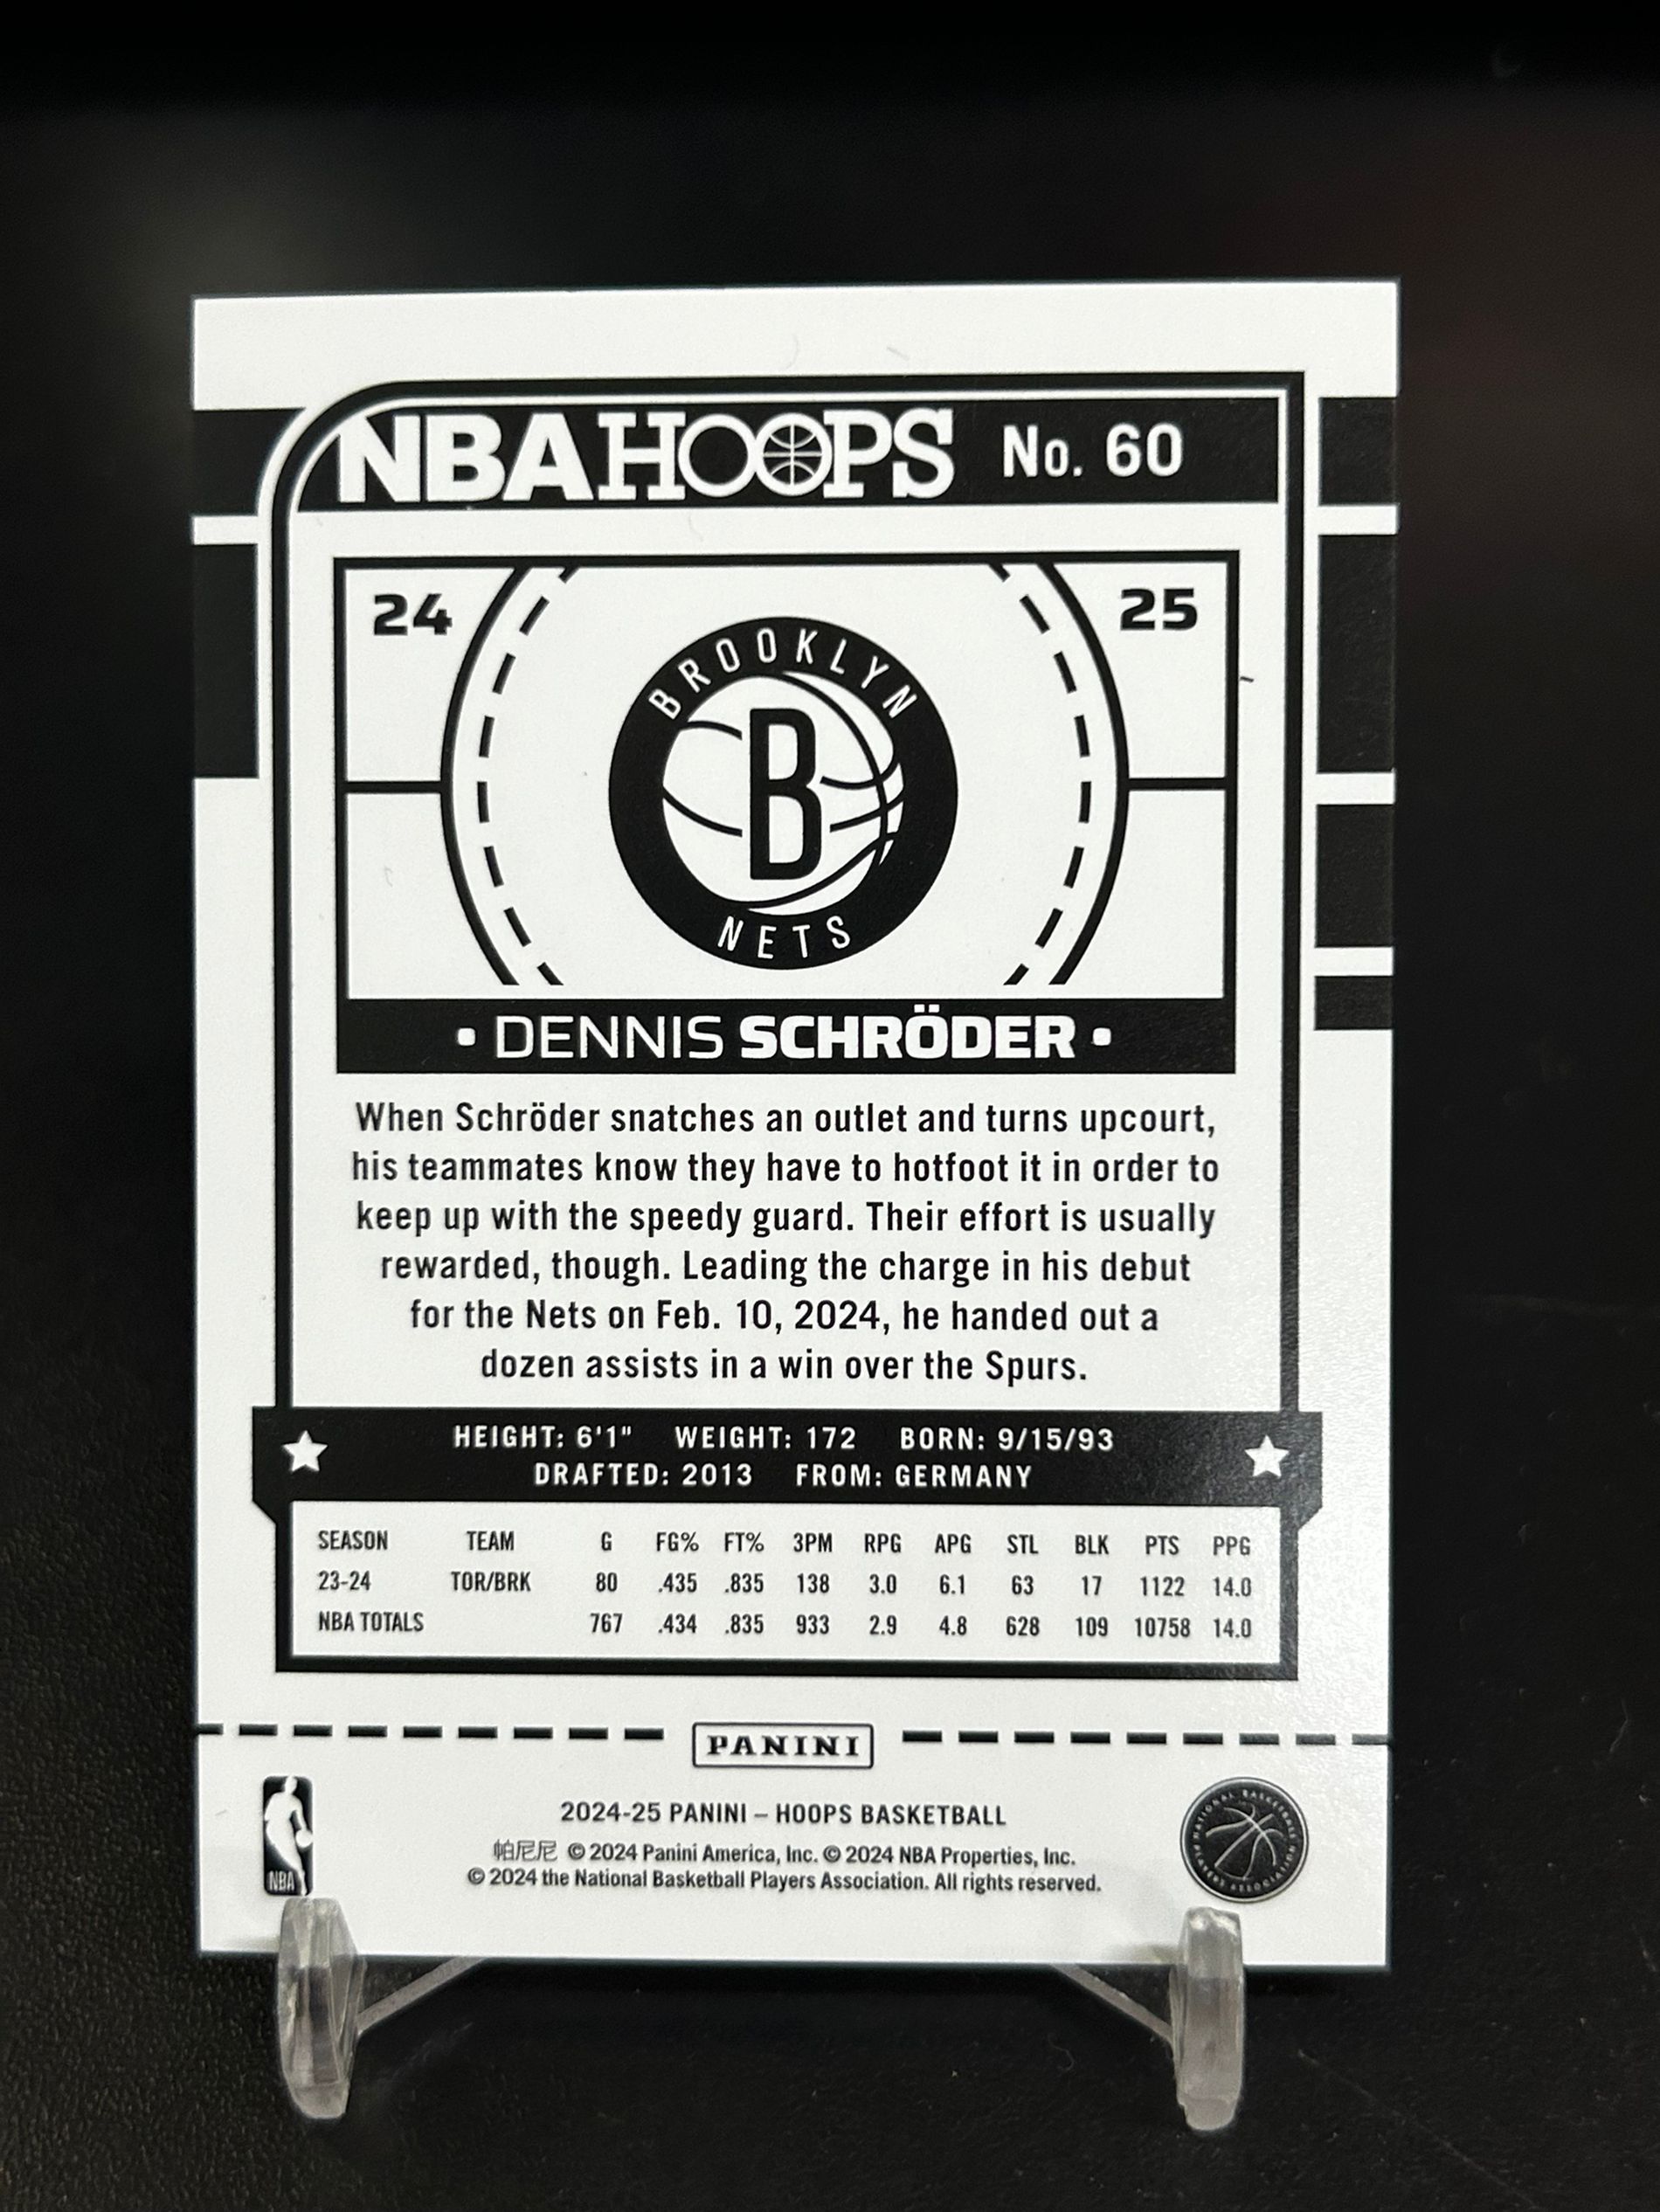 NBA HOOPS No. 60
24 25
BROOKLYN
B
NETS
• DENNIS SCHRÖDER •
When Schröder snatches an outlet and turns upcourt,
his teammates know they have to hotfoot it in order to
keep up with the speedy guard. Their effort is usually
rewarded, though. Leading the charge in his debut
for the Nets on Feb. 10, 2024, he handed out a
dozen assists in a win over the Spurs.
HEIGHT: 6'1" WEIGHT: 172 BORN: 9/15/93
DRAFTED: 2013 FROM: GERMANY
SEASON TEAM G FG% FT% 3PM RPG APG STL BLK PTS PPG
23-24 TOR/BRK 80 .435 .835 138 3.0 6.1 63 17 1122 14.0
NBA TOTALS 767 .434 .835 933 2.9 4.8 628 109 10758 14.0
PANINI
2024-25 PANINI – HOOPS BASKETBALL
帕尼尼 © 2024 Panini America, Inc. © 2024 NBA Properties, Inc.
© 2024 the National Basketball Players Association. All rights reserved.
NBA
NATIONAL BASKETBALL PLAYERS ASSOCIATION